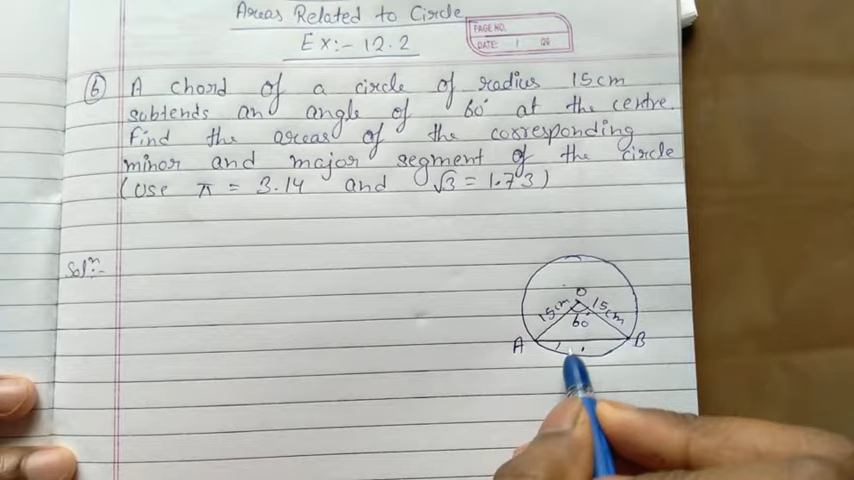 Areas Related to Circle
Ex:- 12.2
PAGE NO.
DATE: / 20
⑥ A chord of a circle of radius 15cm
subtends an angle of 60° at the centre.
Find the areas of the corresponding
minor and major segment of the circle
(Use π = 3.14 and √3 = 1.73)
Solⁿ:-
O
15cm 15cm
60°
A B